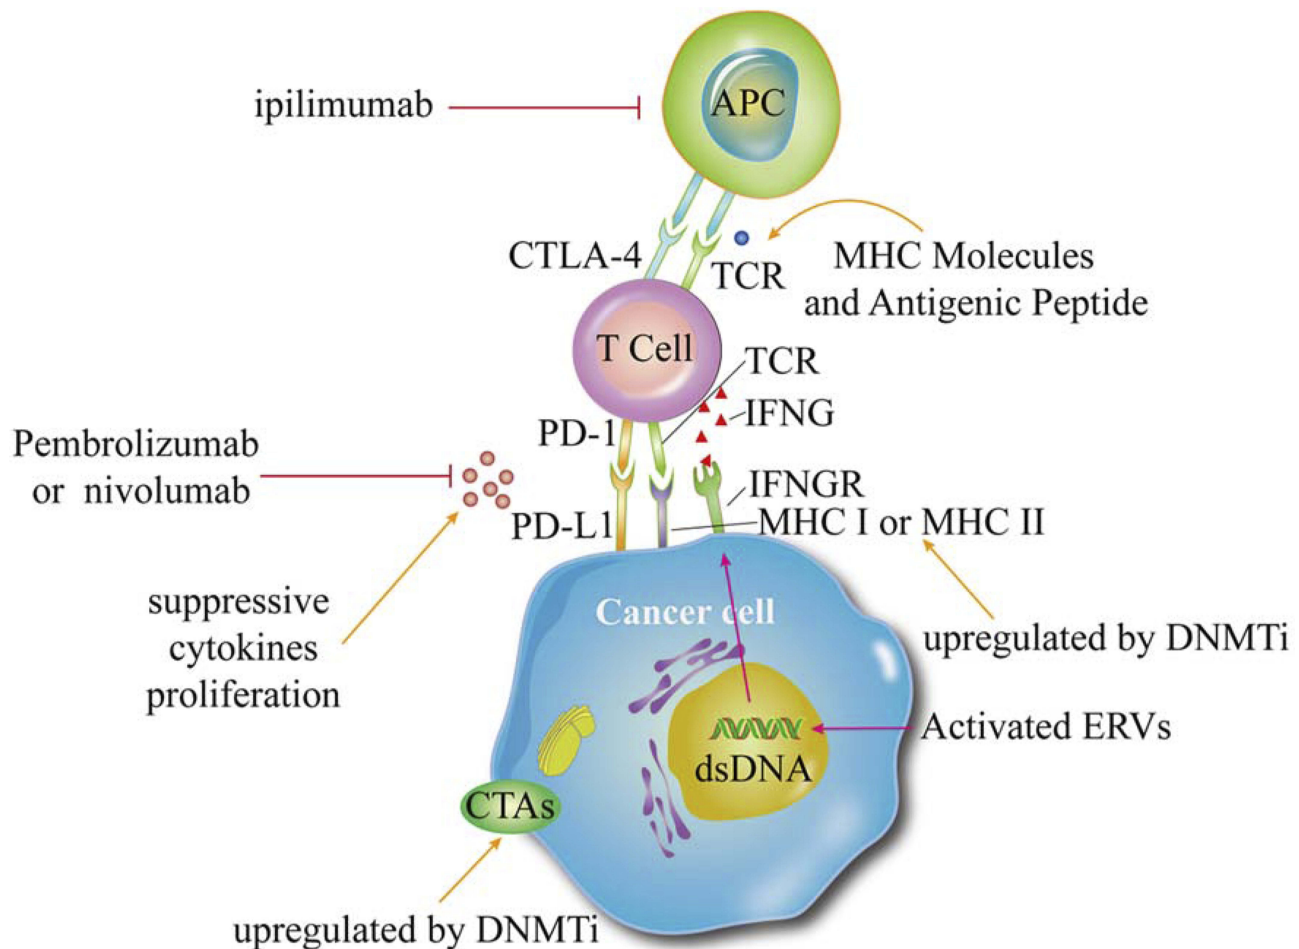 APC
ipilimumab
CTLA-4
TCR
MHC Molecules
and Antigenic Peptide
T Cell
TCR
IFNG
PD-1
Pembrolizumab
or nivolumab
IFNGR
PD-L1
MHC I or MHC II
suppressive
cytokines
proliferation
Cancer cell
upregulated by DNMTi
Activated ERVs
dsDNA
CTAs
upregulated by DNMTi